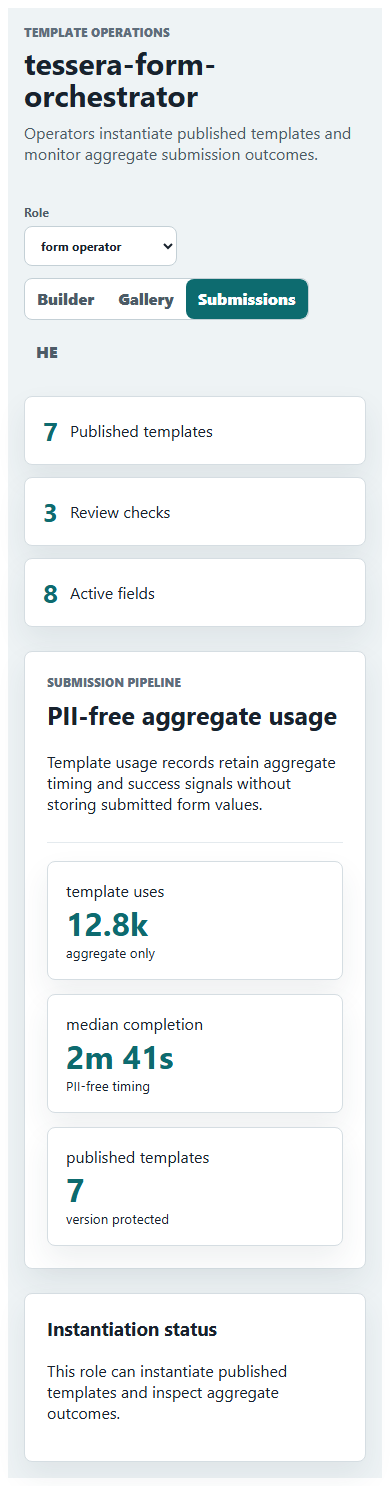 TEMPLATE OPERATIONS
tessera-form-
orchestrator
Operators instantiate published templates and
monitor aggregate submission outcomes.
Role
form operator
Builder Gallery Submissions
HE
7 Published templates
3 Review checks
8 Active fields
SUBMISSION PIPELINE
PII-free aggregate usage
Template usage records retain aggregate
timing and success signals without
storing submitted form values.
template uses
12.8k
aggregate only
median completion
2m 41s
PII-free timing
published templates
7
version protected
Instantiation status
This role can instantiate published
templates and inspect aggregate
outcomes.